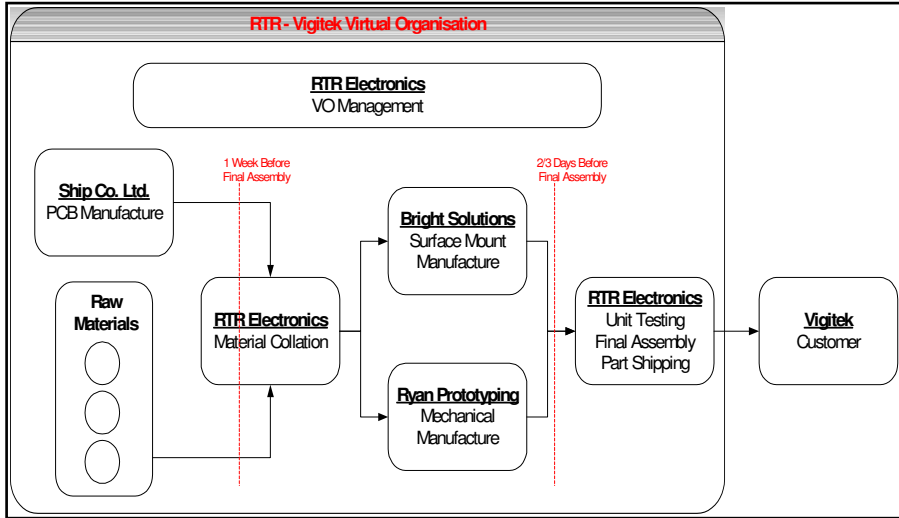 RTR - Vigitek Virtual Organisation
RTR Electronics
VO Management
1 Week Before
Final Assembly
2/3 Days Before
Final Assembly
Ship Co. Ltd.
PCB Manufacture
Bright Solutions
Surface Mount
Manufacture
Raw
Materials
RTR Electronics
Material Collation
RTR Electronics
Unit Testing
Final Assembly
Part Shipping
Vigitek
Customer
Ryan Prototyping
Mechanical
Manufacture